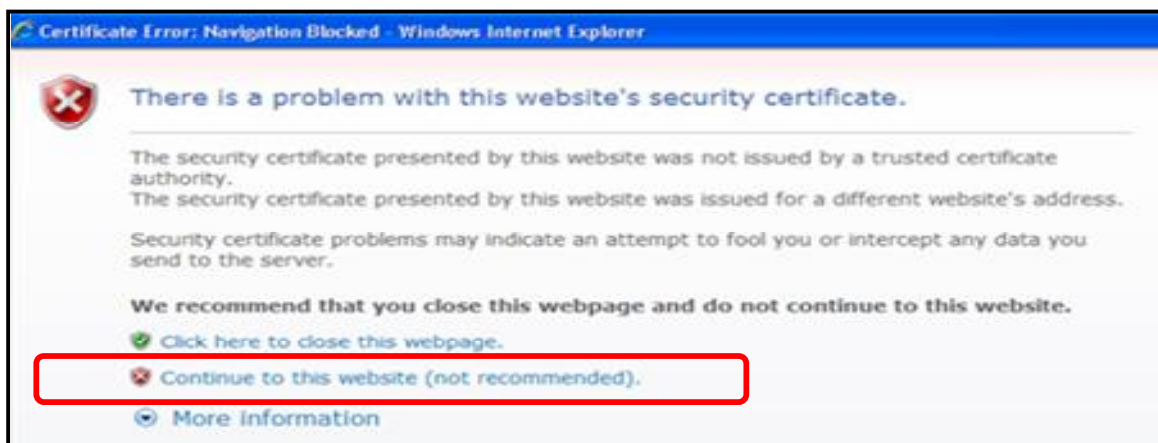 Certificate Error: Navigation Blocked - Windows Internet Explorer
There is a problem with this website's security certificate.
The security certificate presented by this website was not issued by a trusted certificate
authority.
The security certificate presented by this website was issued for a different website's address.
Security certificate problems may indicate an attempt to fool you or intercept any data you
send to the server.
We recommend that you close this webpage and do not continue to this website.
Click here to close this webpage.
Continue to this website (not recommended).
More information